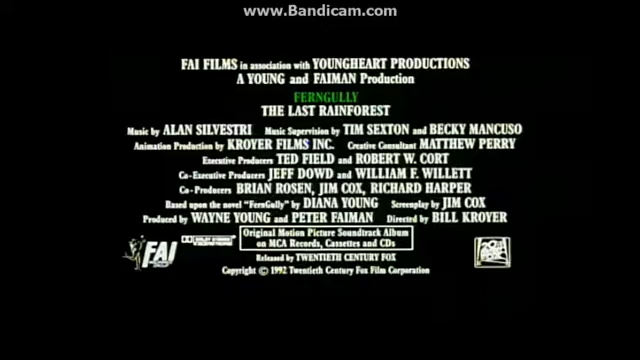 www.Bandicam.com
FAI FILMS in association with YOUNGHEART PRODUCTIONS
A YOUNG and FAIMAN Production
FERNGULLY
THE LAST RAINFOREST
Music by ALAN SILVESTRI Music Supervision by TIM SEXTON and BECKY MANCUSO
Animation Production by KROYER FILMS INC. Creative Consultant MATTHEW PERRY
Executive Producers TED FIELD and ROBERT W. CORT
Co-Executive Producers JEFF DOWD and WILLIAM F. WILLETT
Co-Producers BRIAN ROSEN, JIM COX, RICHARD HARPER
Based upon the novel "FernGully" by DIANA YOUNG Screenplay by JIM COX
Produced by WAYNE YOUNG and PETER FAIMAN Directed by BILL KROYER
Original Motion Picture Soundtrack Album
on MCA Records, Cassettes and CDs
FAI
DOLBY STEREO
Released by TWENTIETH CENTURY FOX
Copyright © 1992 Twentieth Century Fox Film Corporation